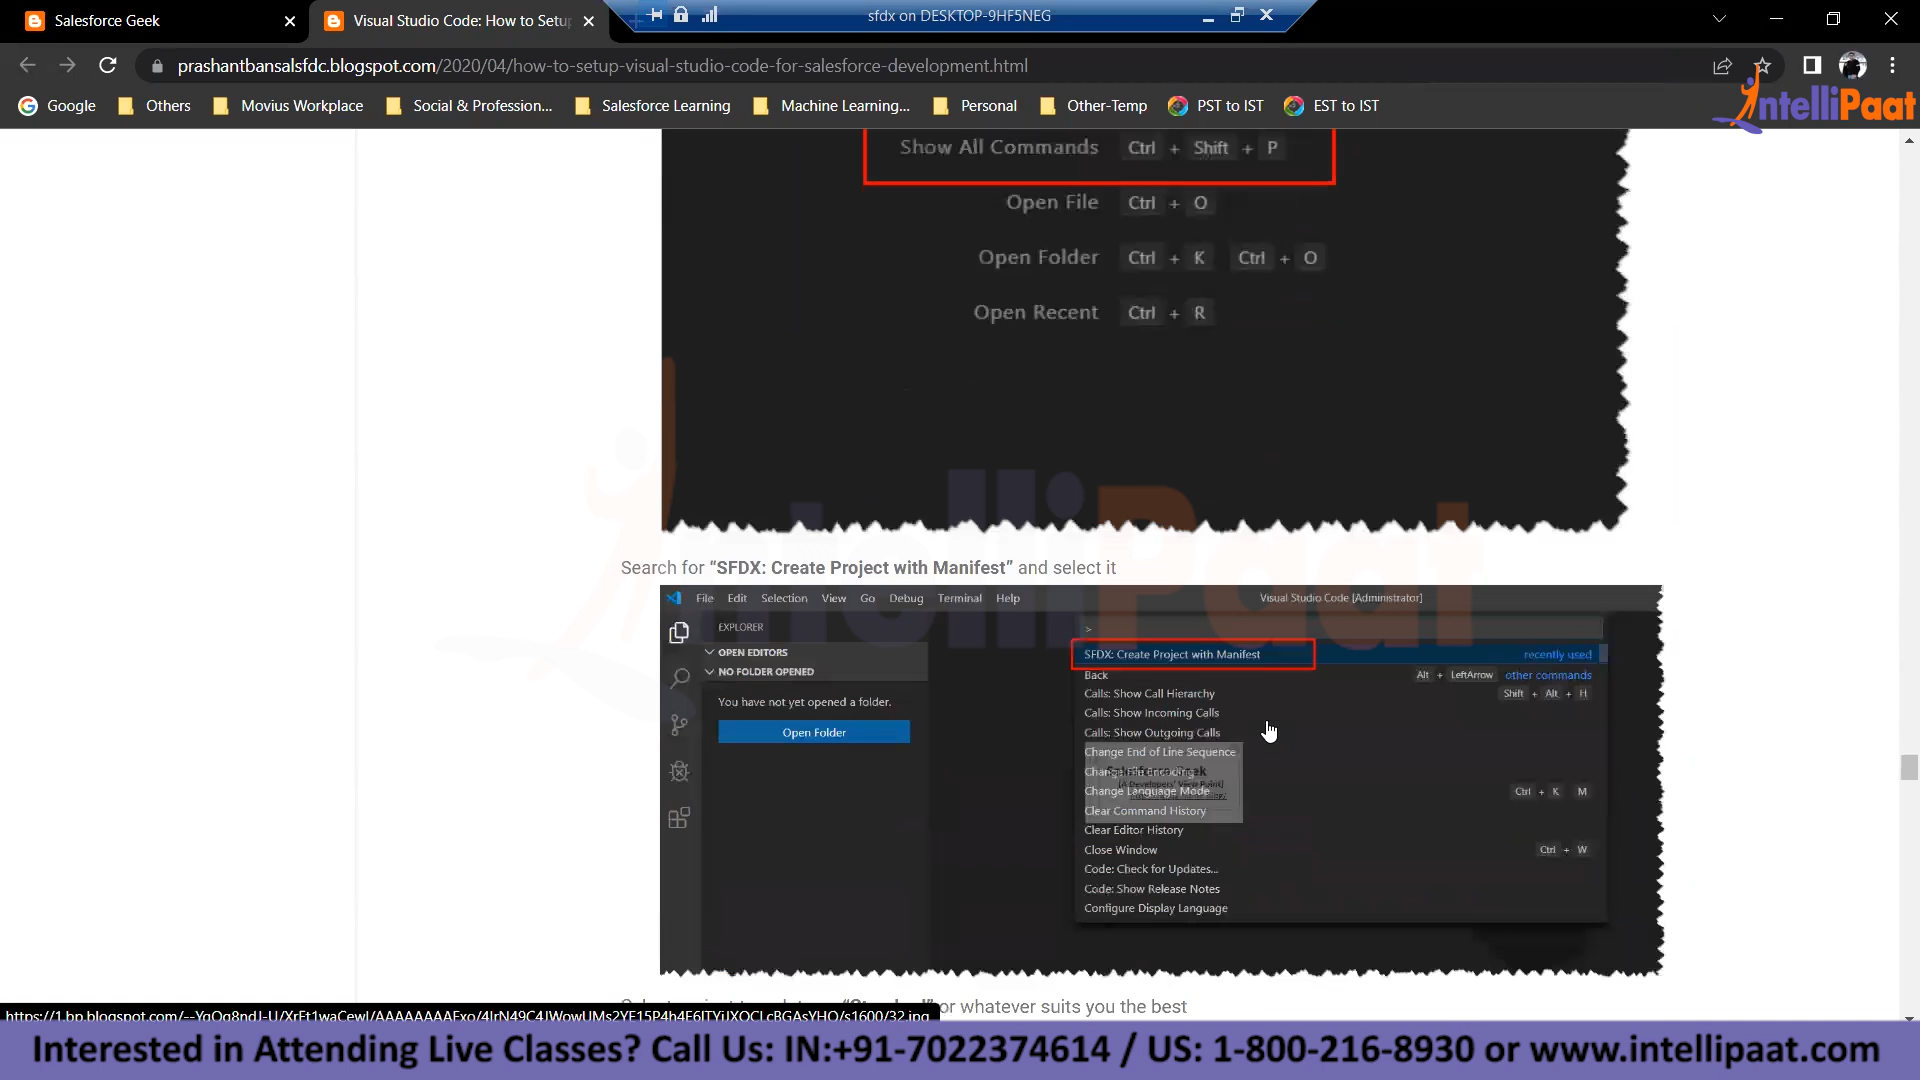 Salesforce Geek
Visual Studio Code: How to Setup
sfdx on DESKTOP-9HF5NEG
prashantbansalsfdc.blogspot.com/2020/04/how-to-setup-visual-studio-code-for-salesforce-development.html
Google Others Movius Workplace Social & Profession... Salesforce Learning Machine Learning... Personal Other-Temp PST to IST EST to IST
IntelliPaat
Show All Commands Ctrl + Shift + P
Open File Ctrl + O
Open Folder Ctrl + K Ctrl + O
Open Recent Ctrl + R
IntelliPaat
Search for “SFDX: Create Project with Manifest” and select it
File Edit Selection View Go Debug Terminal Help Visual Studio Code [Administrator]
EXPLORER
>
OPEN EDITORS
SFDX: Create Project with Manifest recently used
NO FOLDER OPENED
Back Alt + LeftArrow other commands
Calls: Show Call Hierarchy Shift + Alt + H
You have not yet opened a folder.
Calls: Show Incoming Calls
Open Folder
Calls: Show Outgoing Calls
Change End of Line Sequence
Change File Encoding
Change Language Mode Ctrl + K M
Clear Command History
Clear Editor History
Close Window Ctrl + W
Code: Check for Updates...
Code: Show Release Notes
Configure Display Language
or whatever suits you the best
Interested in Attending Live Classes? Call Us: IN:+91-7022374614 / US: 1-800-216-8930 or www.intellipaat.com